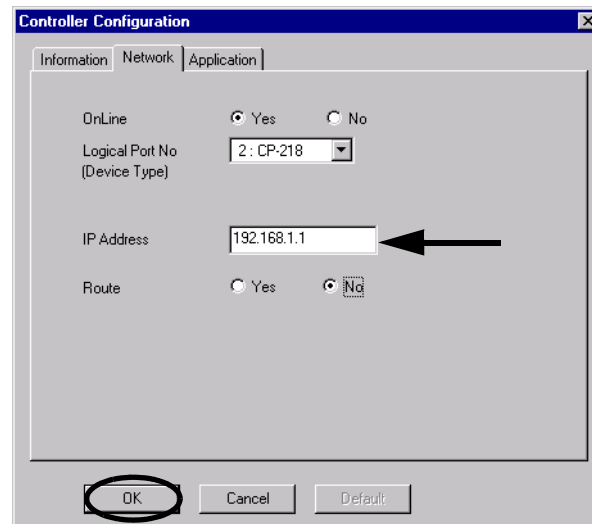 Controller Configuration
Information Network Application
OnLine Yes No
Logical Port No 2 : CP-218
(Device Type)
IP Address 192.168.1.1
Route Yes No
OK Cancel Default